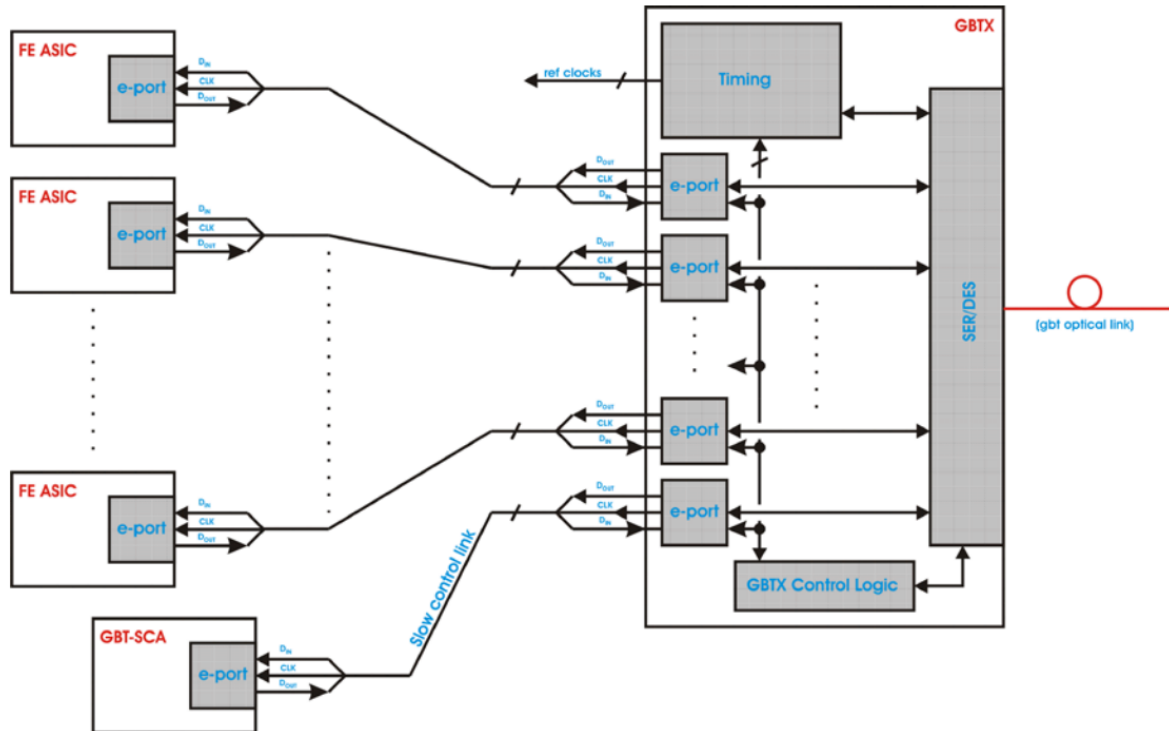 FE ASIC
e-port
DIN
CLK
DOUT
FE ASIC
e-port
DIN
CLK
DOUT
FE ASIC
e-port
DIN
CLK
DOUT
GBT-SCA
e-port
DIN
CLK
DOUT
Slow control link
ref clocks
GBTX
Timing
DOUT
CLK
DIN
e-port
DOUT
CLK
DIN
e-port
DOUT
CLK
DIN
e-port
DOUT
CLK
DIN
e-port
GBTX Control Logic
SER/DES
(gbt optical link)